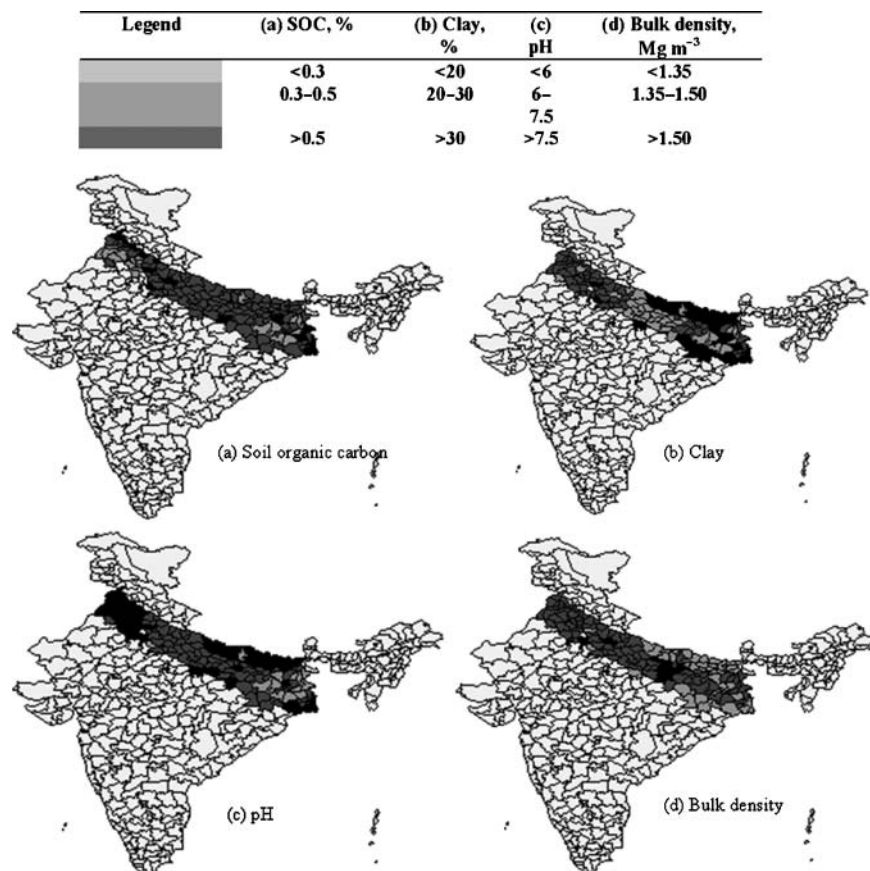 Legend (a) SOC, % (b) Clay, % (c) pH (d) Bulk density, Mg m⁻³
<0.3 <20 <6 <1.35
0.3–0.5 20–30 6–7.5 1.35–1.50
>0.5 >30 >7.5 >1.50
(a) Soil organic carbon
(b) Clay
(c) pH
(d) Bulk density